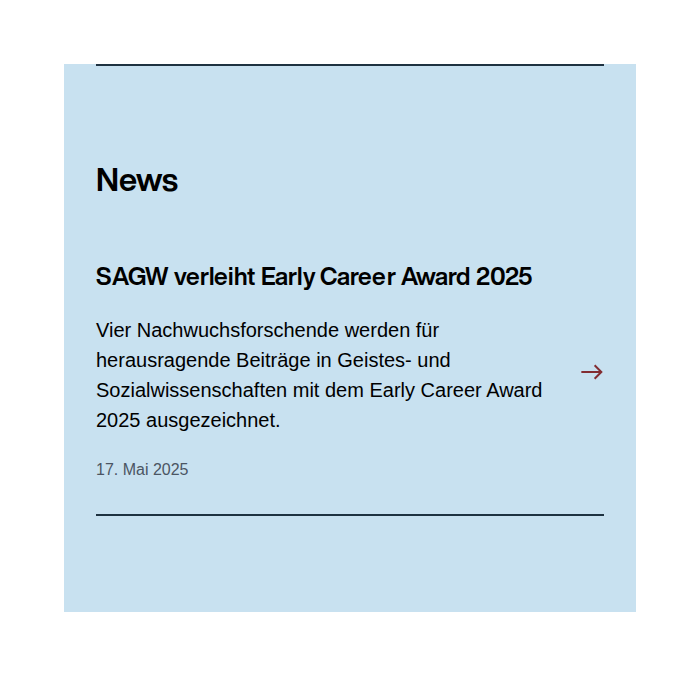 News
SAGW verleiht Early Career Award 2025
Vier Nachwuchsforschende werden für
herausragende Beiträge in Geistes- und
Sozialwissenschaften mit dem Early Career Award
2025 ausgezeichnet.
17. Mai 2025